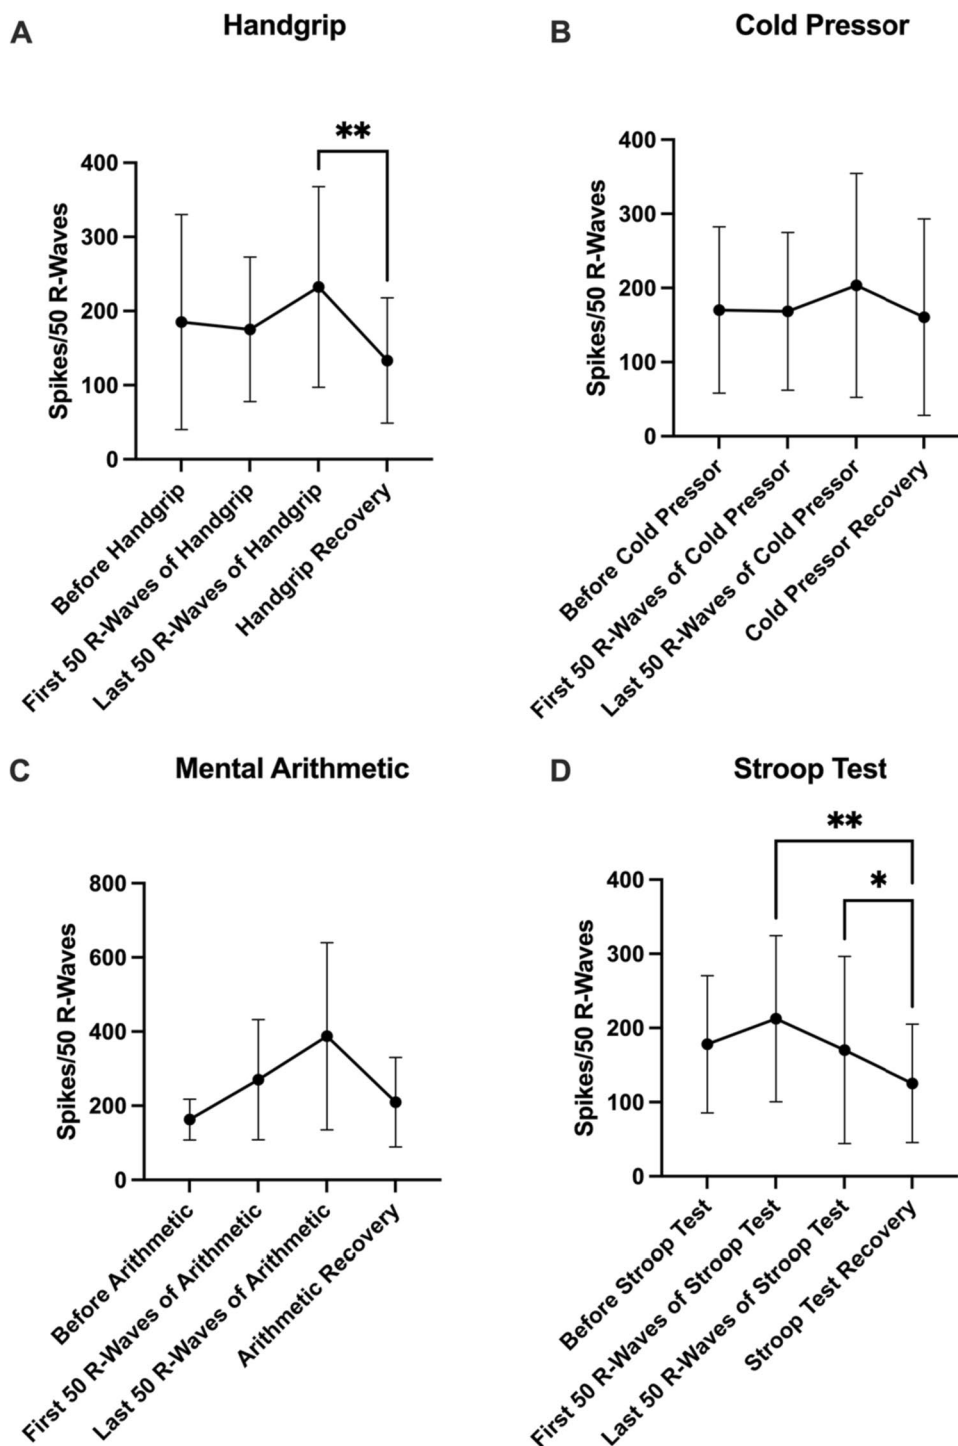 A
Handgrip
**
400
300
200
100
0
Spikes/50 R-Waves
Before Handgrip
First 50 R-Waves of Handgrip
Last 50 R-Waves of Handgrip
Handgrip Recovery
B
Cold Pressor
400
300
200
100
0
Spikes/50 R-Waves
Before Cold Pressor
First 50 R-Waves of Cold Pressor
Last 50 R-Waves of Cold Pressor
Cold Pressor Recovery
C
Mental Arithmetic
800
600
400
200
0
Spikes/50 R-Waves
Before Arithmetic
First 50 R-Waves of Arithmetic
Last 50 R-Waves of Arithmetic
Arithmetic Recovery
D
Stroop Test
**
*
400
300
200
100
0
Spikes/50 R-Waves
Before Stroop Test
First 50 R-Waves of Stroop Test
Last 50 R-Waves of Stroop Test
Stroop Test Recovery